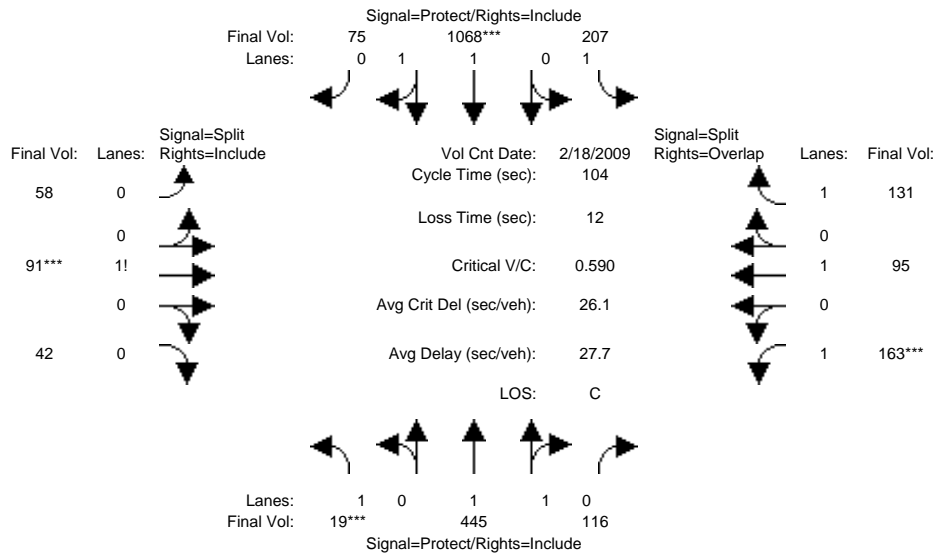 Signal=Protect/Rights=Include
Final Vol: 75 1068*** 207
Lanes: 0 1 1 0 1
Signal=Split
Final Vol: Lanes: Rights=Include
Vol Cnt Date: 2/18/2009
Signal=Split
Rights=Overlap Lanes: Final Vol:
Cycle Time (sec): 104
58 0
1 131
Loss Time (sec): 12
0
0
91*** 1!
Critical V/C: 0.590
1 95
0
Avg Crit Del (sec/veh): 26.1
0
42 0
Avg Delay (sec/veh): 27.7
1 163***
LOS: C
Lanes: 1 0 1 1 0
Final Vol: 19*** 445 116
Signal=Protect/Rights=Include